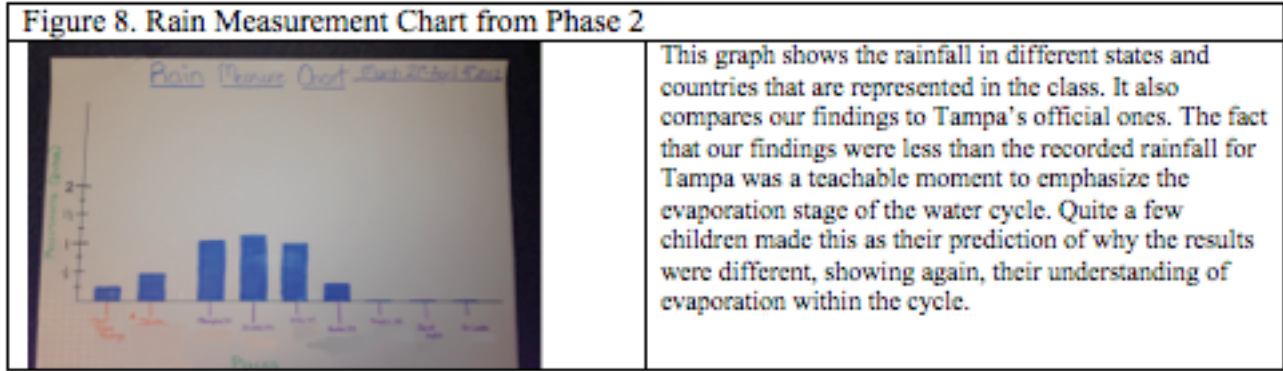 Figure 8. Rain Measurement Chart from Phase 2
Rain Measure Chart
2
1
This graph shows the rainfall in different states and
countries that are represented in the class. It also
compares our findings to Tampa's official ones. The fact
that our findings were less than the recorded rainfall for
Tampa was a teachable moment to emphasize the
evaporation stage of the water cycle. Quite a few
children made this as their prediction of why the results
were different, showing again, their understanding of
evaporation within the cycle.
Places